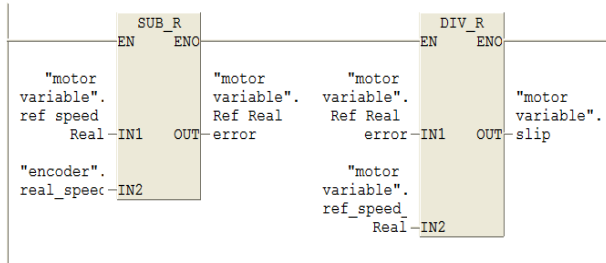 SUB_R
EN ENO
"motor
variable".
ref speed
Real IN1
"encoder".
real_speed IN2
"motor
variable".
Ref Real
OUT error
DIV_R
EN ENO
"motor
variable".
Ref Real
error IN1
"motor
variable".
ref_speed_
Real IN2
"motor
variable".
OUT slip